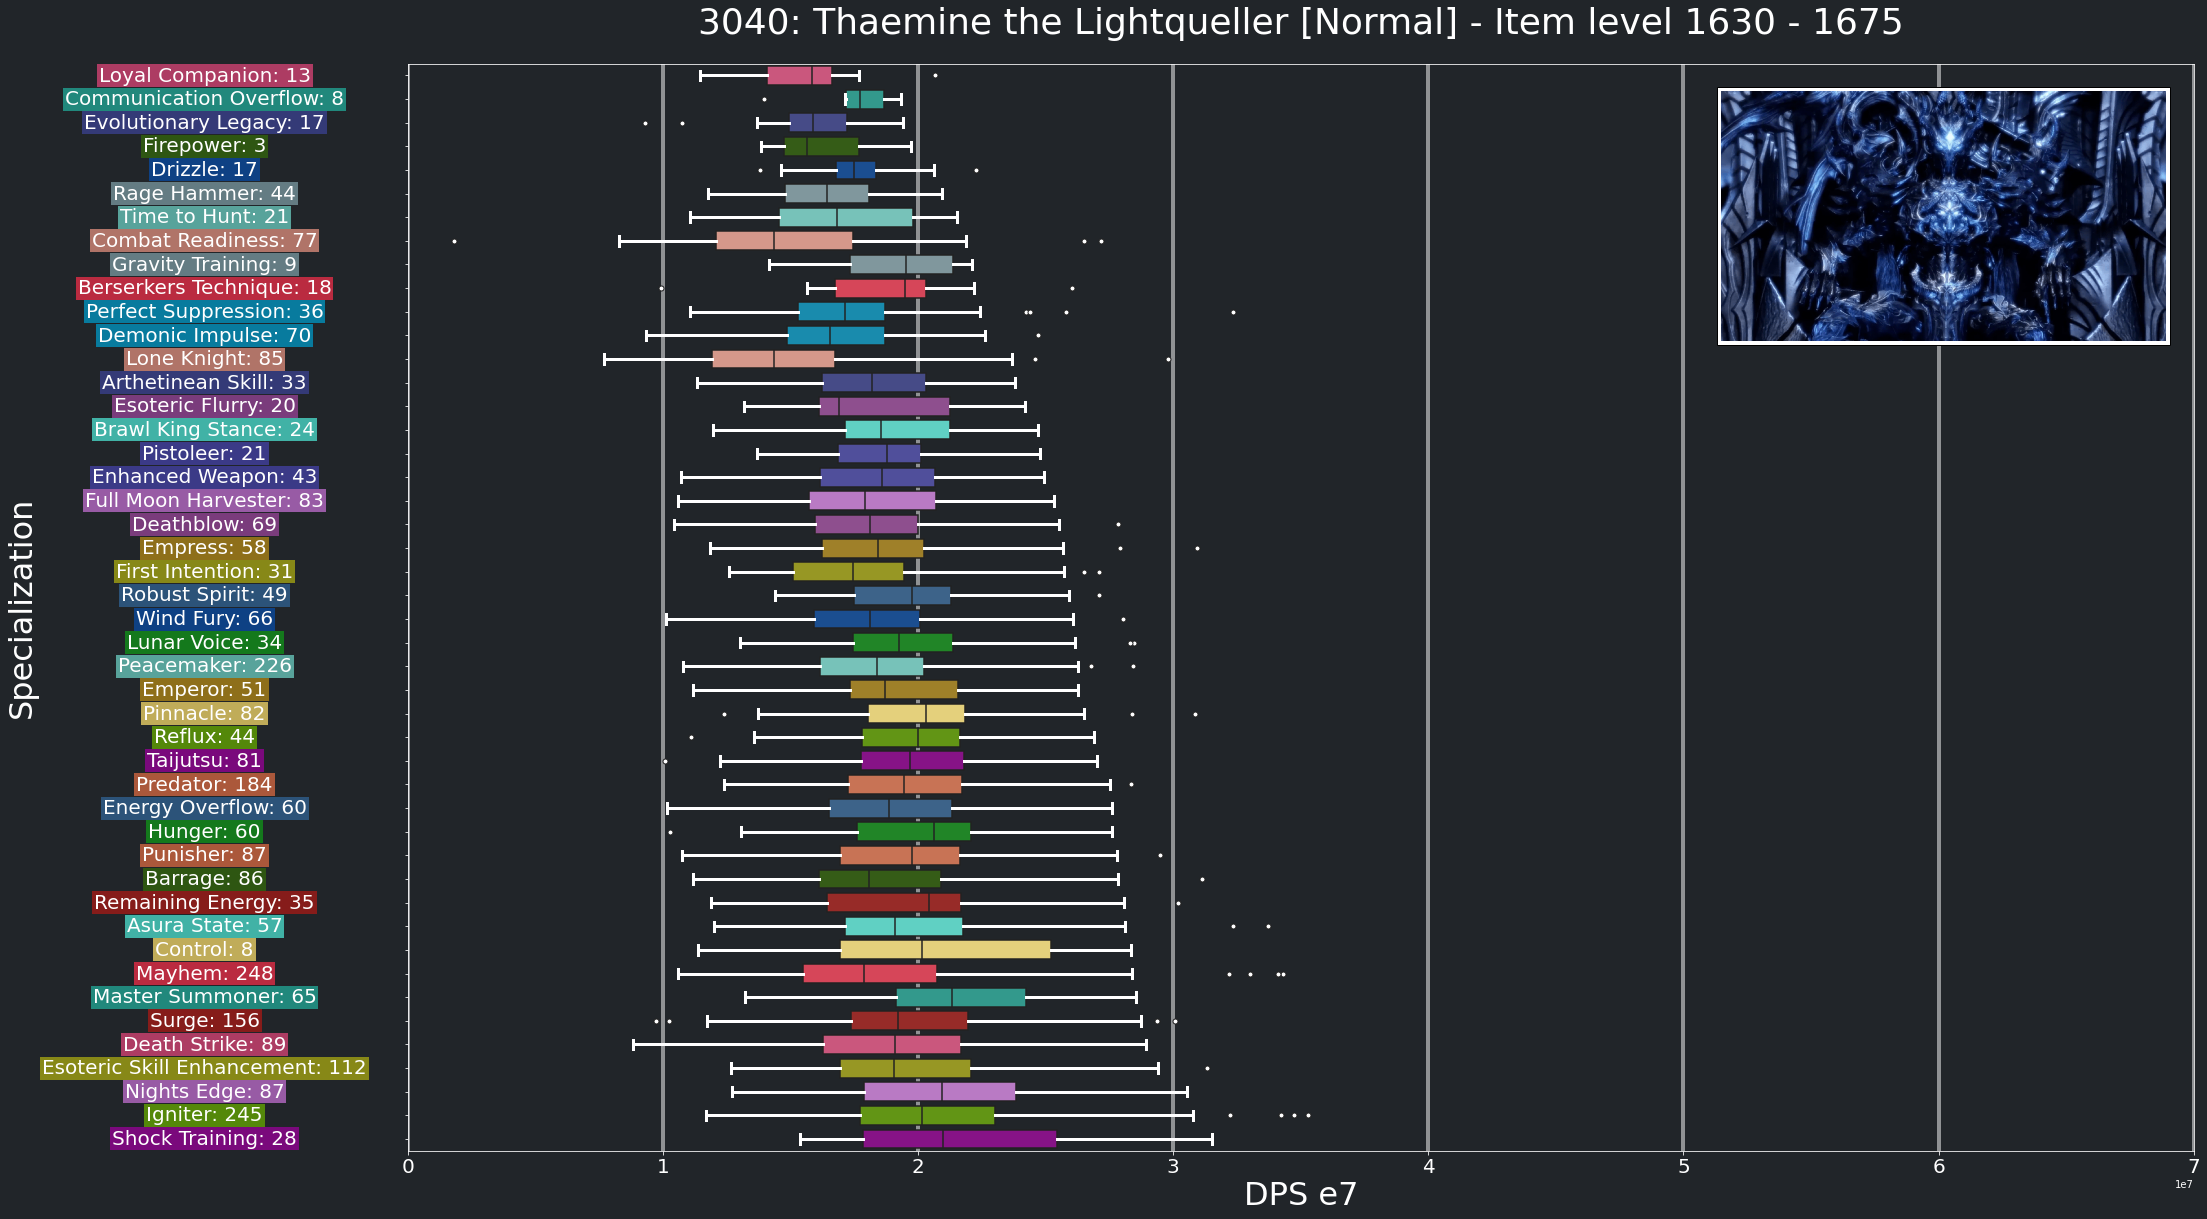 3040: Thaemine the Lightqueller [Normal] - Item level 1630 - 1675
Specialization
Loyal Companion: 13
Communication Overflow: 8
Evolutionary Legacy: 17
Firepower: 3
Drizzle: 17
Rage Hammer: 44
Time to Hunt: 21
Combat Readiness: 77
Gravity Training: 9
Berserkers Technique: 18
Perfect Suppression: 36
Demonic Impulse: 70
Lone Knight: 85
Arthetinean Skill: 33
Esoteric Flurry: 20
Brawl King Stance: 24
Pistoleer: 21
Enhanced Weapon: 43
Full Moon Harvester: 83
Deathblow: 69
Empress: 58
First Intention: 31
Robust Spirit: 49
Wind Fury: 66
Lunar Voice: 34
Peacemaker: 226
Emperor: 51
Pinnacle: 82
Reflux: 44
Taijutsu: 81
Predator: 184
Energy Overflow: 60
Hunger: 60
Punisher: 87
Barrage: 86
Remaining Energy: 35
Asura State: 57
Control: 8
Mayhem: 248
Master Summoner: 65
Surge: 156
Death Strike: 89
Esoteric Skill Enhancement: 112
Nights Edge: 87
Igniter: 245
Shock Training: 28
0 1 2 3 4 5 6 7
1e7
DPS e7